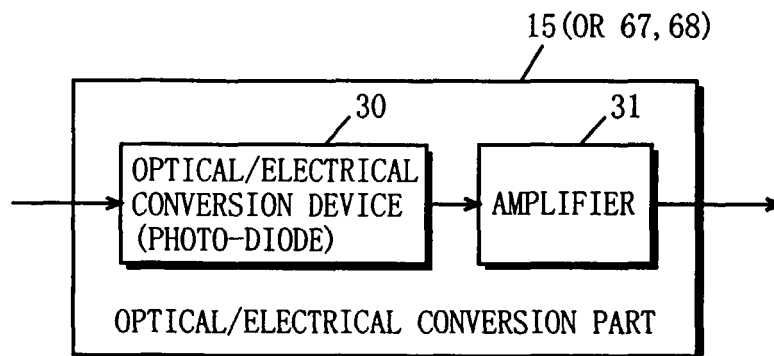 15(OR 67,68)
30
31
OPTICAL/ELECTRICAL
CONVERSION DEVICE
(PHOTO-DIODE)
AMPLIFIER
OPTICAL/ELECTRICAL CONVERSION PART